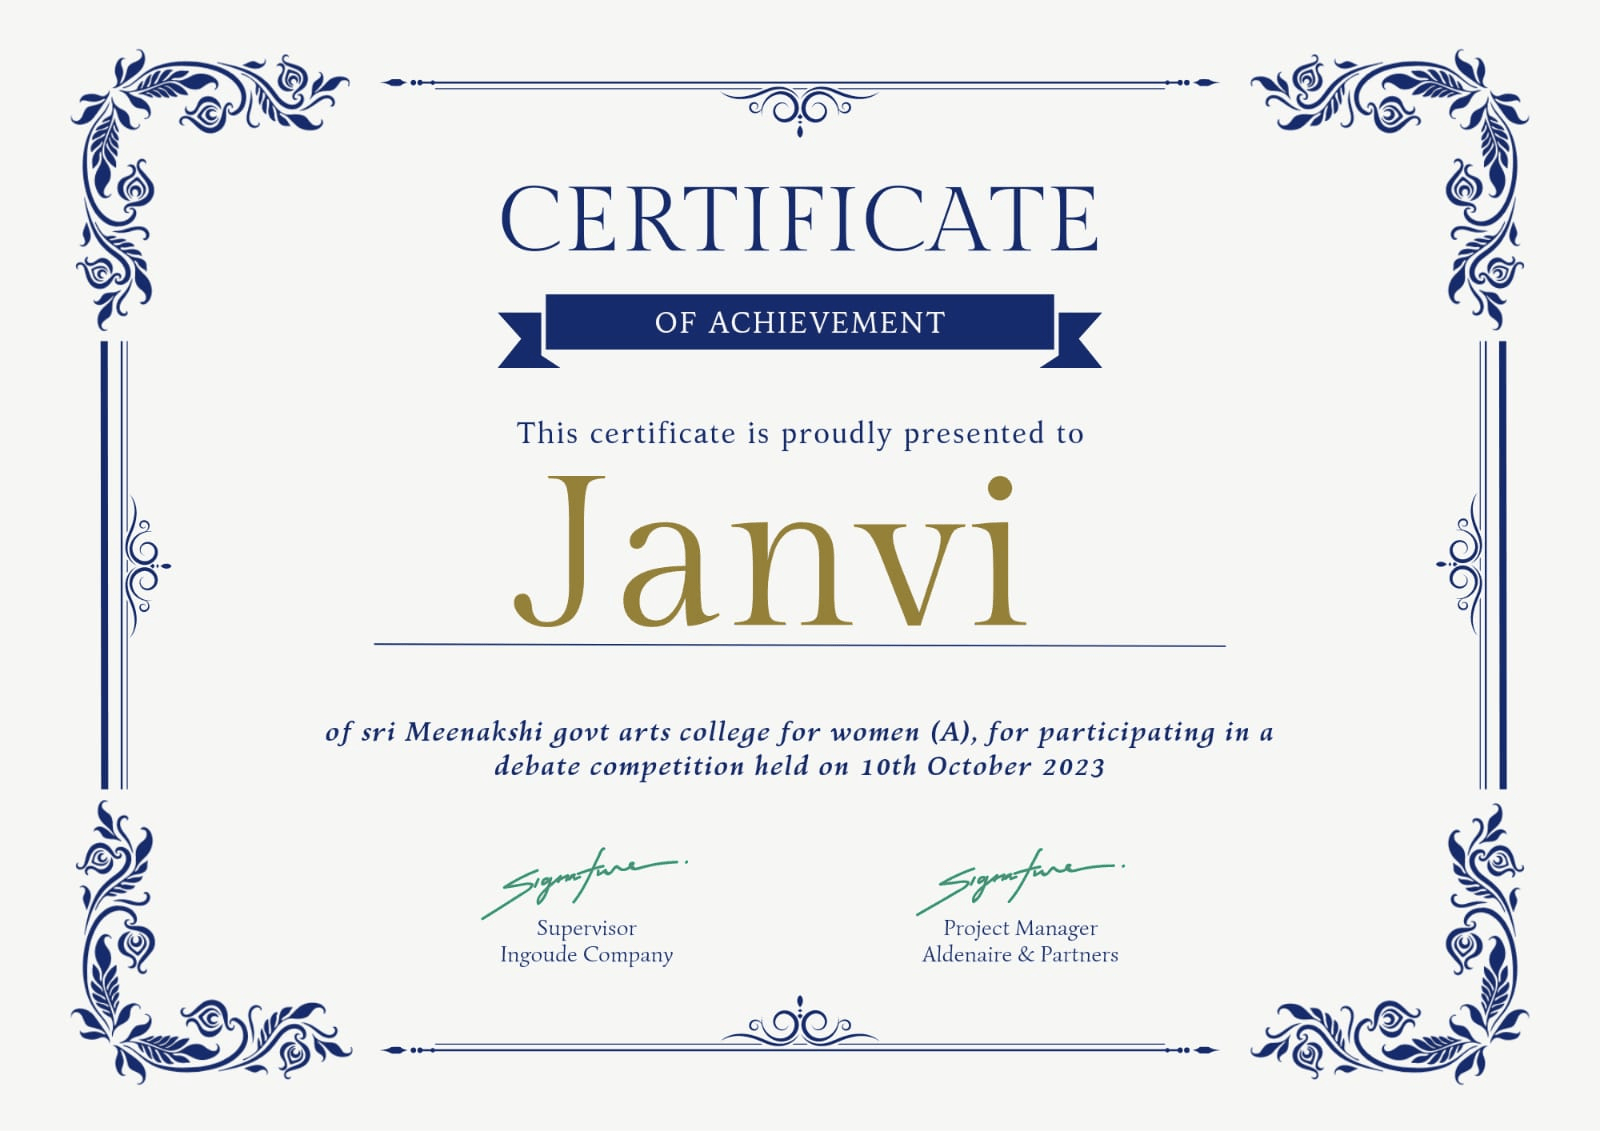 CERTIFICATE
OF ACHIEVEMENT
This certificate is proudly presented to
Janvi
of sri Meenakshi govt arts college for women (A), for participating in a
debate competition held on 10th October 2023
Signature
Signature
Supervisor
Ingoude Company
Project Manager
Aldenaire & Partners